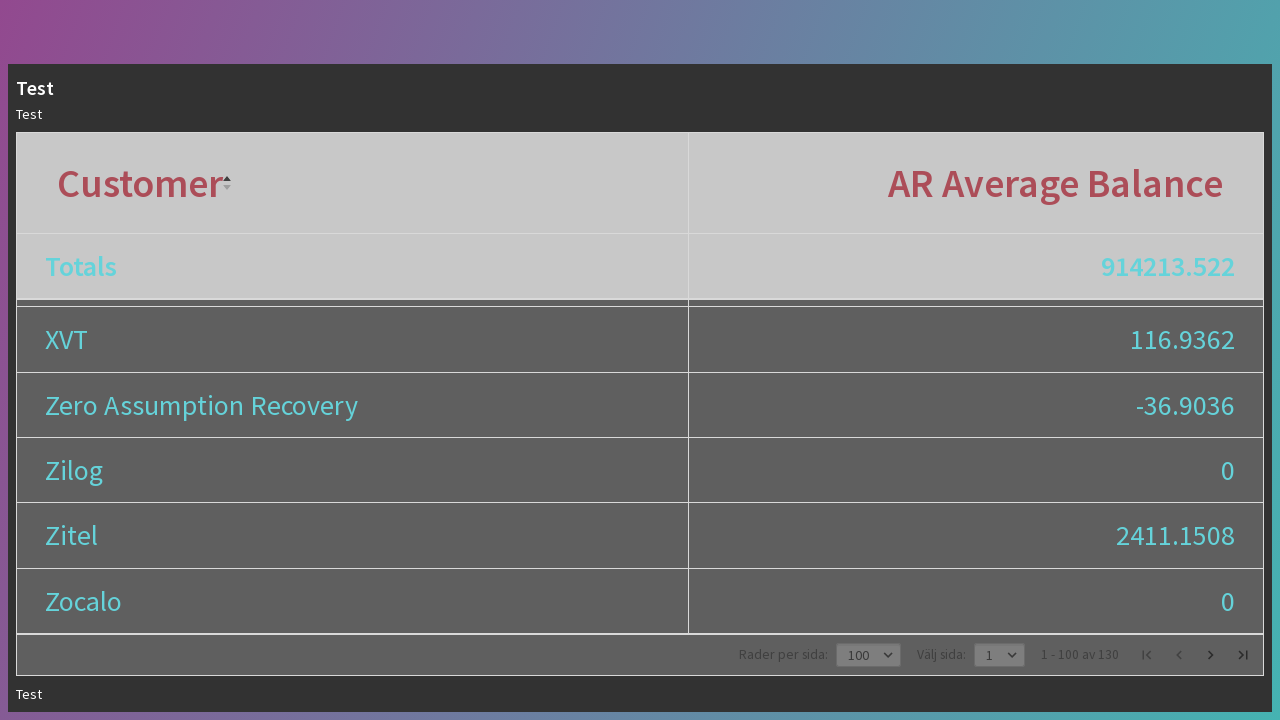 Test
Test
Customer AR Average Balance
Totals 914213.522
XVT 116.9362
Zero Assumption Recovery -36.9036
Zilog 0
Zitel 2411.1508
Zocalo 0
Rader per sida: 100 Välj sida: 1 1 - 100 av 130
Test